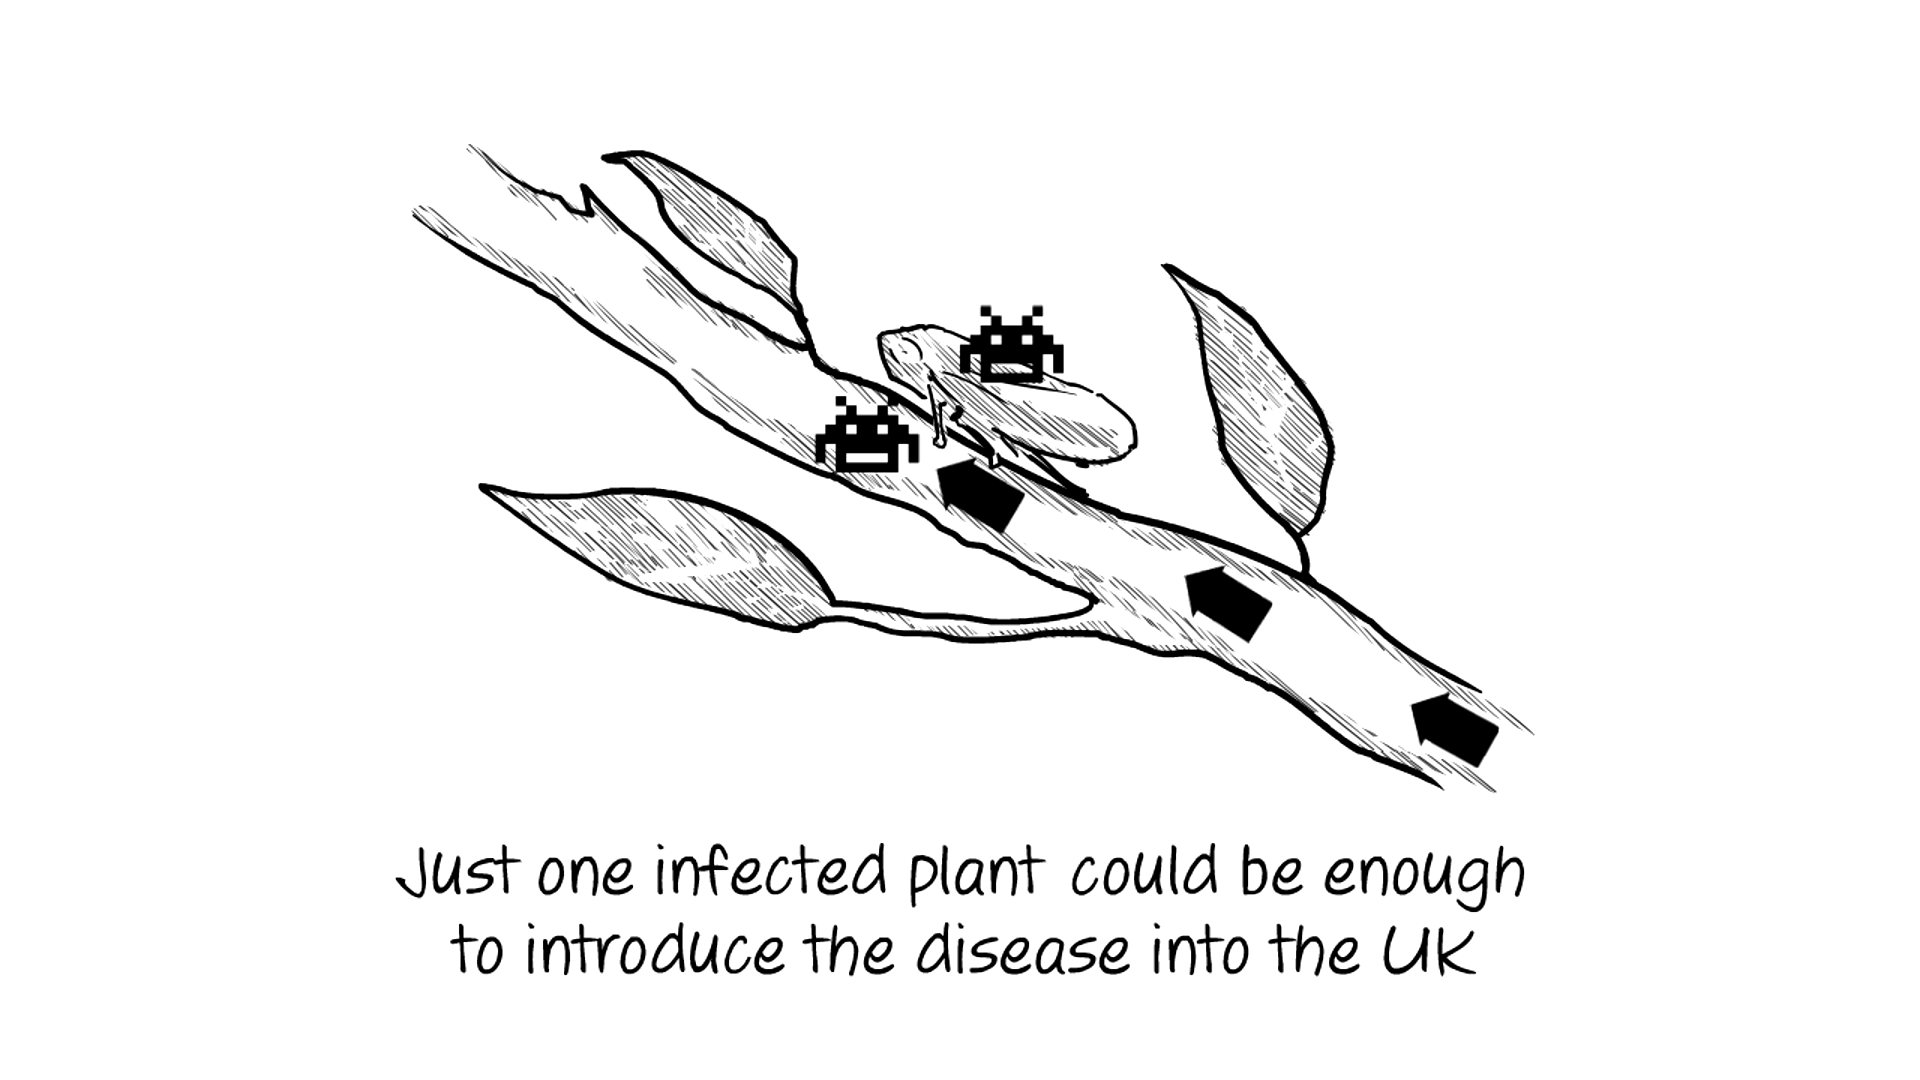 Just one infected plant could be enough
to introduce the disease into the UK